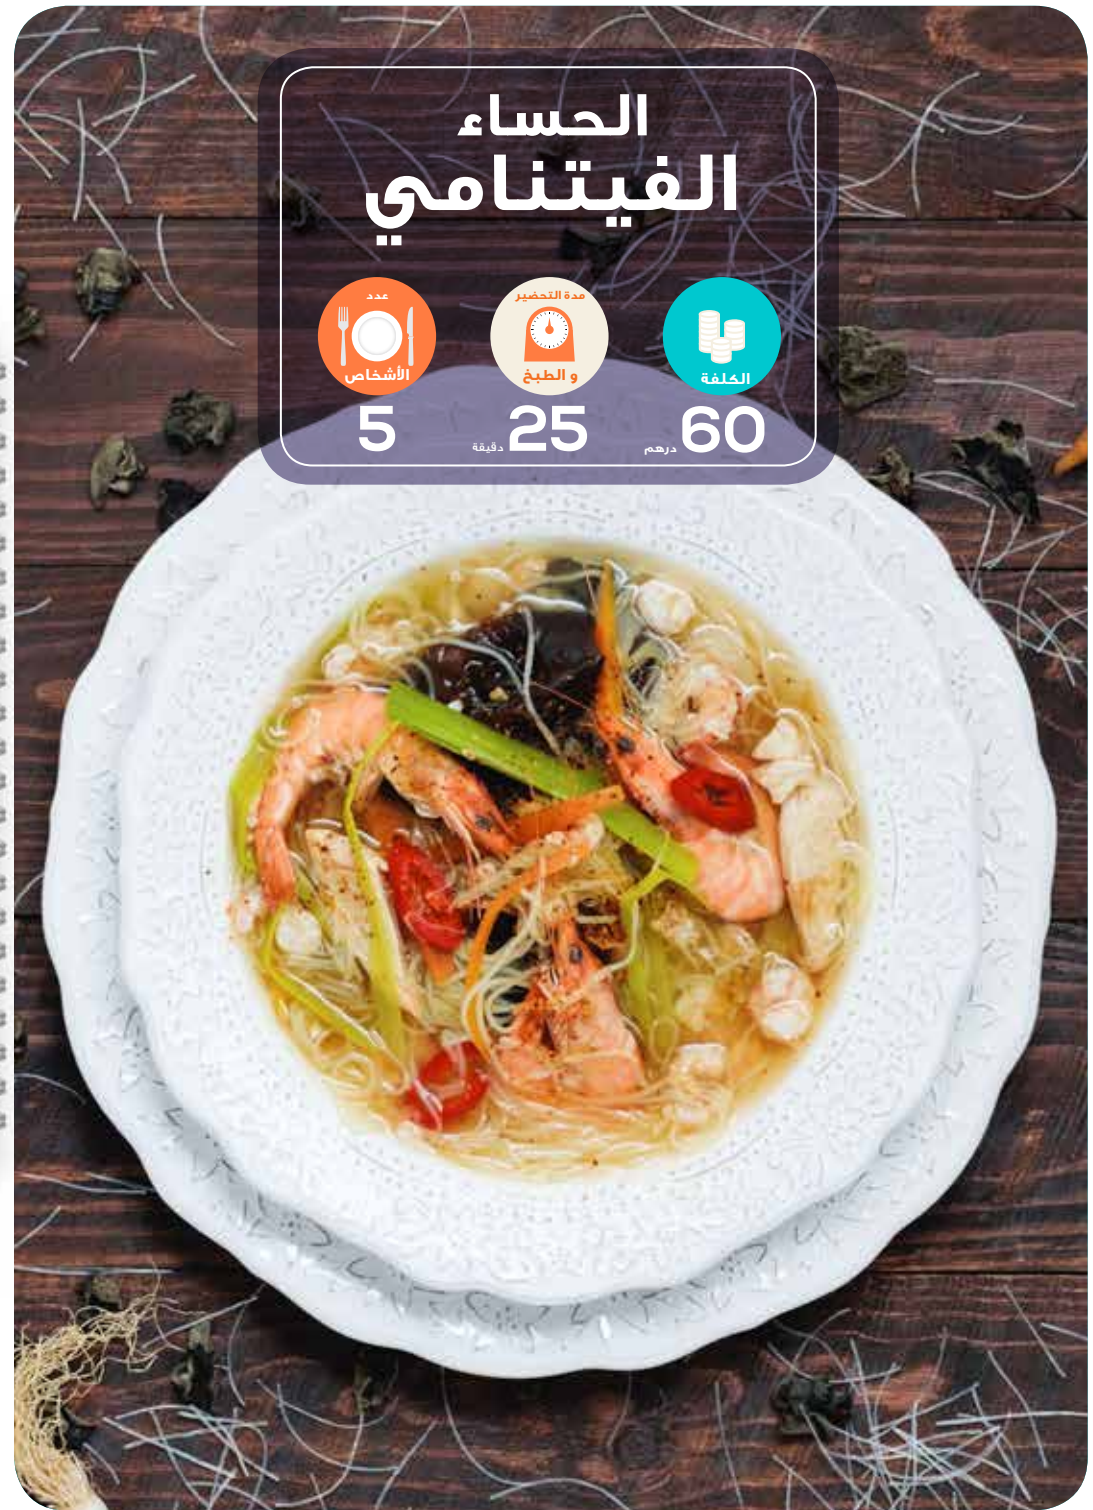 الحساء
الفيتنامي
الكلفة
60 درهم
مدة التحضير
و الطبخ
25 دقيقة
عدد
الأشخاص
5